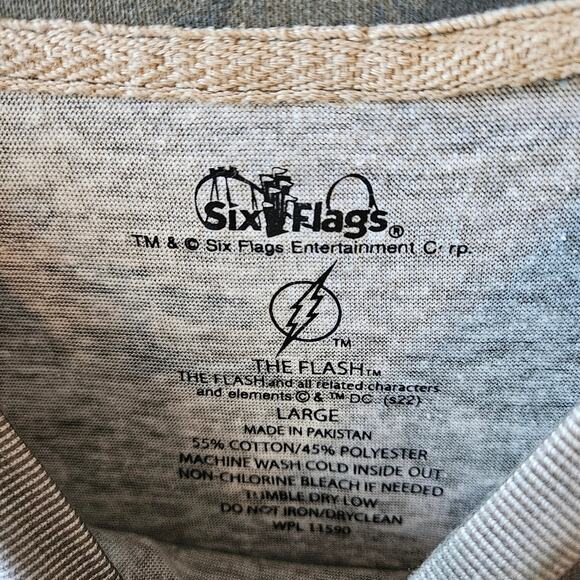 Six Flags®
TM & © Six Flags Entertainment C rp.
TM
THE FLASH™
THE FLASH and all related characters
and elements © & ™ DC (s22)
LARGE
MADE IN PAKISTAN
55% COTTON/45% POLYESTER
MACHINE WASH COLD INSIDE OUT
NON-CHLORINE BLEACH IF NEEDED
TUMBLE DRY LOW
DO NOT IRON/DRYCLEAN
WPL 11590